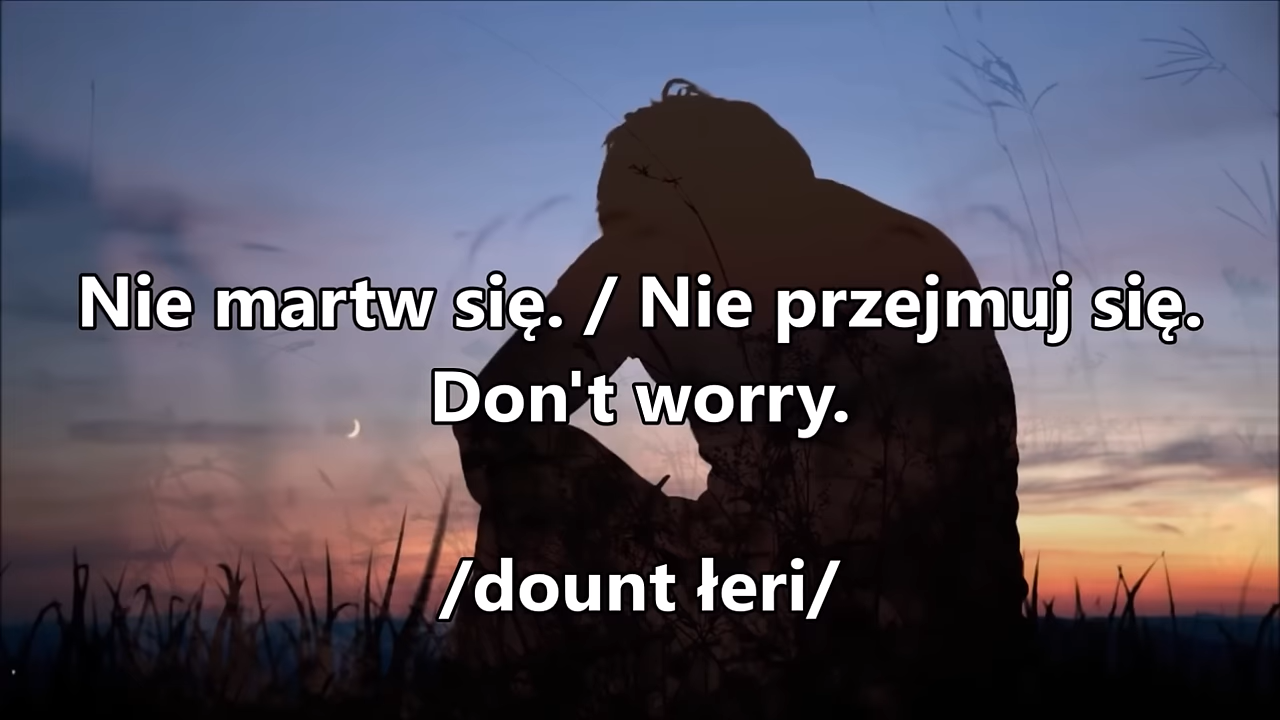 Nie martw się. / Nie przejmuj się.
Don't worry.
/dount łeri/